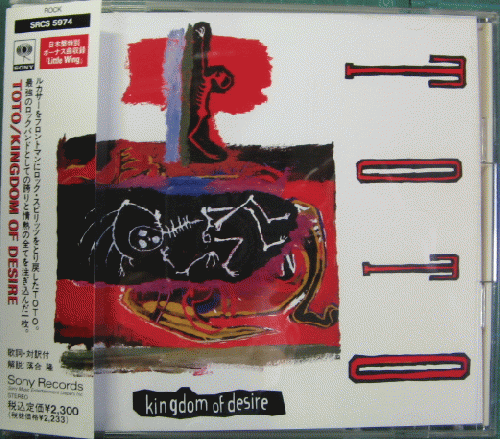 ROCK
SRCS 5974
SONY
日本盤特別
ボーナス曲収録
「Little Wing」
ルカサーをフロントマンにロック・スピリッツをとり戻したTOTO。
最強のロックバンドとしての誇りと情熱の全てを注ぎ込んだ一枚。
TOTO/KINGDOM OF DESIRE
歌詞・対訳付
解説 落合 隆
Sony Records
STEREO
税込定価¥2,300
(税抜価格¥2,233)
TOTO
kingdom of desire